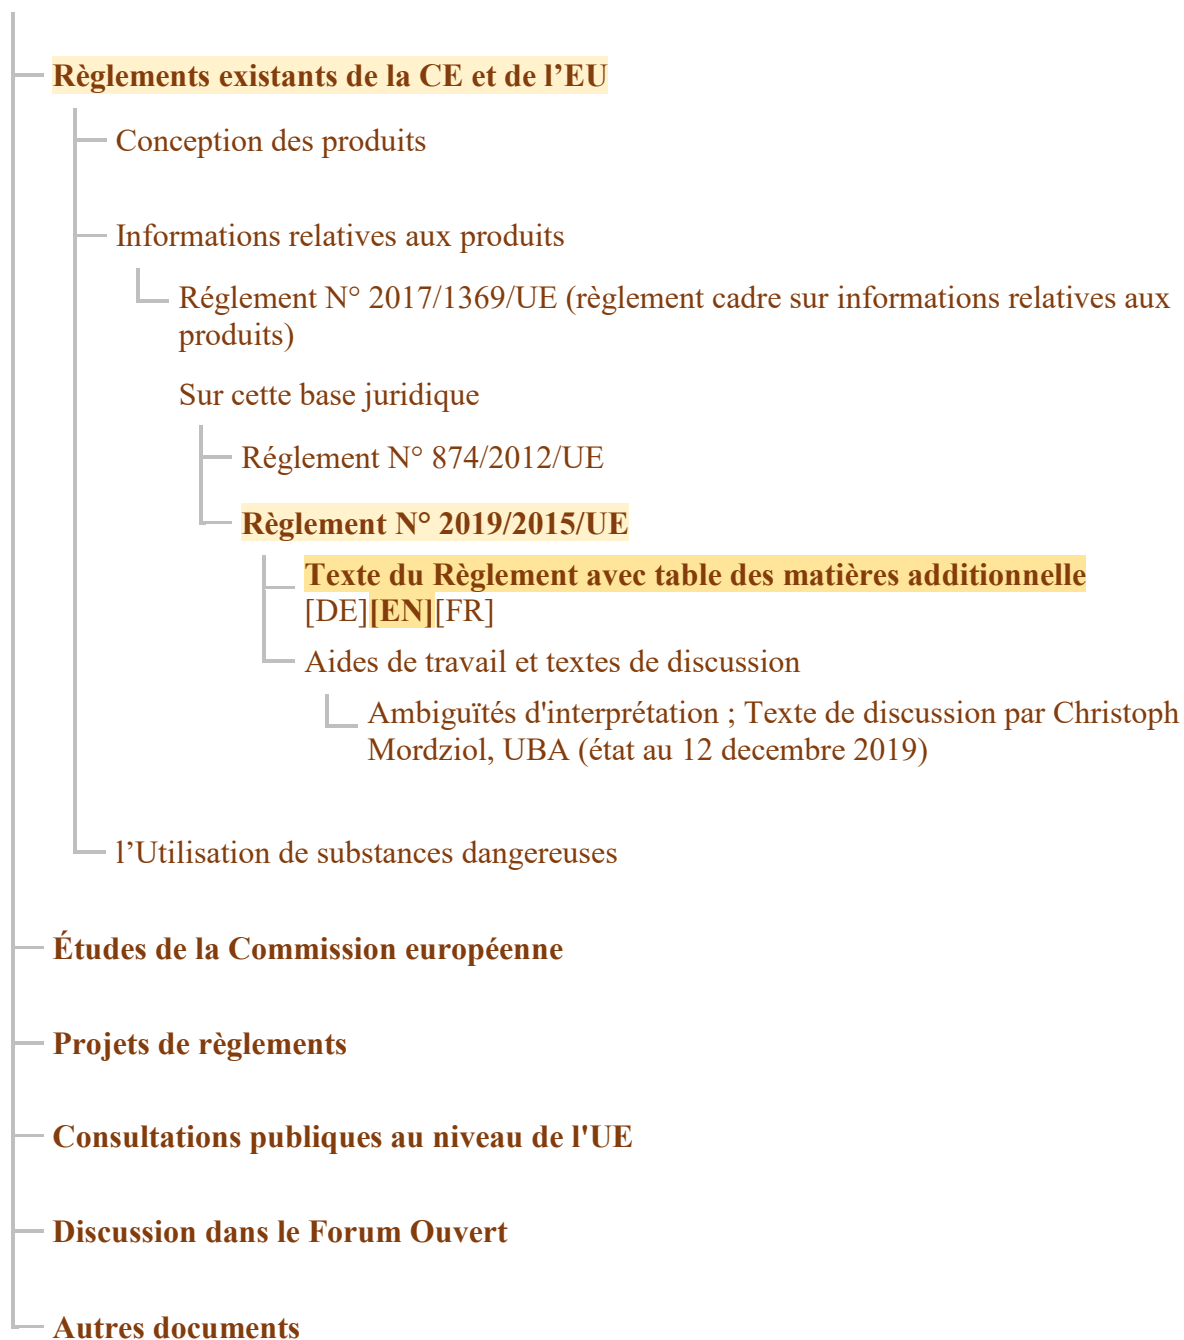 Règlements existants de la CE et de l’EU
Conception des produits
Informations relatives aux produits
Réglement N° 2017/1369/UE (règlement cadre sur informations relatives aux
produits)
Sur cette base juridique
Réglement N° 874/2012/UE
Règlement N° 2019/2015/UE
Texte du Règlement avec table des matières additionnelle
[DE][EN][FR]
Aides de travail et textes de discussion
Ambiguïtés d'interprétation ; Texte de discussion par Christoph
Mordziol, UBA (état au 12 decembre 2019)
l’Utilisation de substances dangereuses
Études de la Commission européenne
Projets de règlements
Consultations publiques au niveau de l'UE
Discussion dans le Forum Ouvert
Autres documents